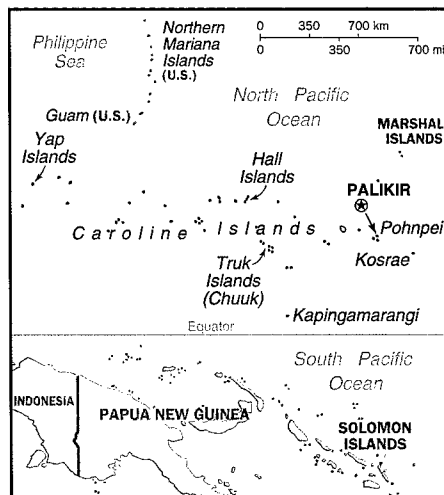 Philippine
Sea
Northern
Mariana
Islands
(U.S.)
0 350 700 km
0 350 700 mi
Guam (U.S.)
North Pacific
Ocean
MARSHAL
ISLANDS
Yap
Islands
Hall
Islands
PALIKIR
Pohnpei
Caroline Islands
Kosrae
Truk
Islands
(Chuuk)
Kapingamarangi
Equator
South Pacific
Ocean
INDONESIA
PAPUA NEW GUINEA
SOLOMON
ISLANDS